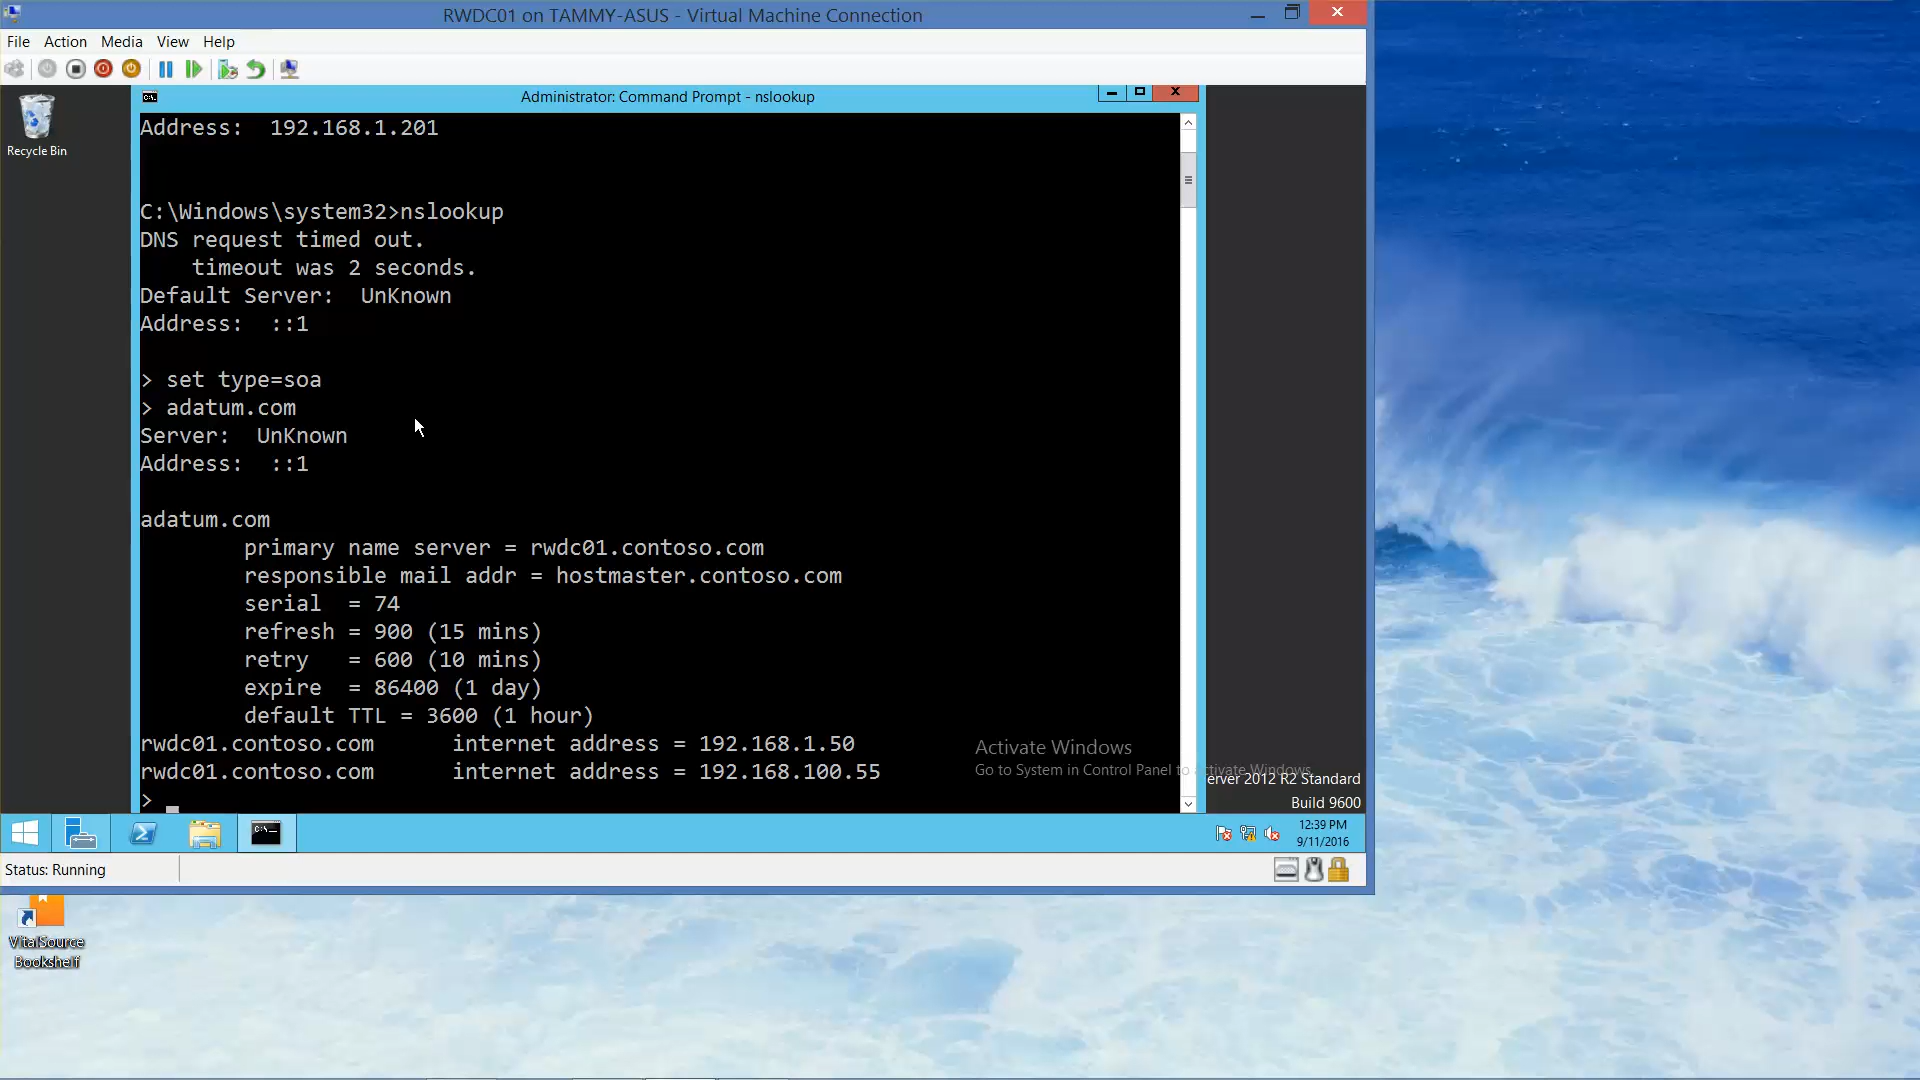 RWDC01 on TAMMY-ASUS - Virtual Machine Connection
File Action Media View Help
Recycle Bin
Administrator: Command Prompt - nslookup
Address:  192.168.1.201
C:\Windows\system32>nslookup
DNS request timed out.
    timeout was 2 seconds.
Default Server:  UnKnown
Address:  ::1
> set type=soa
> adatum.com
Server:  UnKnown
Address:  ::1
adatum.com
        primary name server = rwdc01.contoso.com
        responsible mail addr = hostmaster.contoso.com
        serial  = 74
        refresh = 900 (15 mins)
        retry   = 600 (10 mins)
        expire  = 86400 (1 day)
        default TTL = 3600 (1 hour)
rwdc01.contoso.com      internet address = 192.168.1.50
rwdc01.contoso.com      internet address = 192.168.100.55
>
Activate Windows
Go to System in Control Panel to activate Windows.
erver 2012 R2 Standard
Build 9600
12:39 PM
9/11/2016
Status: Running
VitalSource
Bookshelf